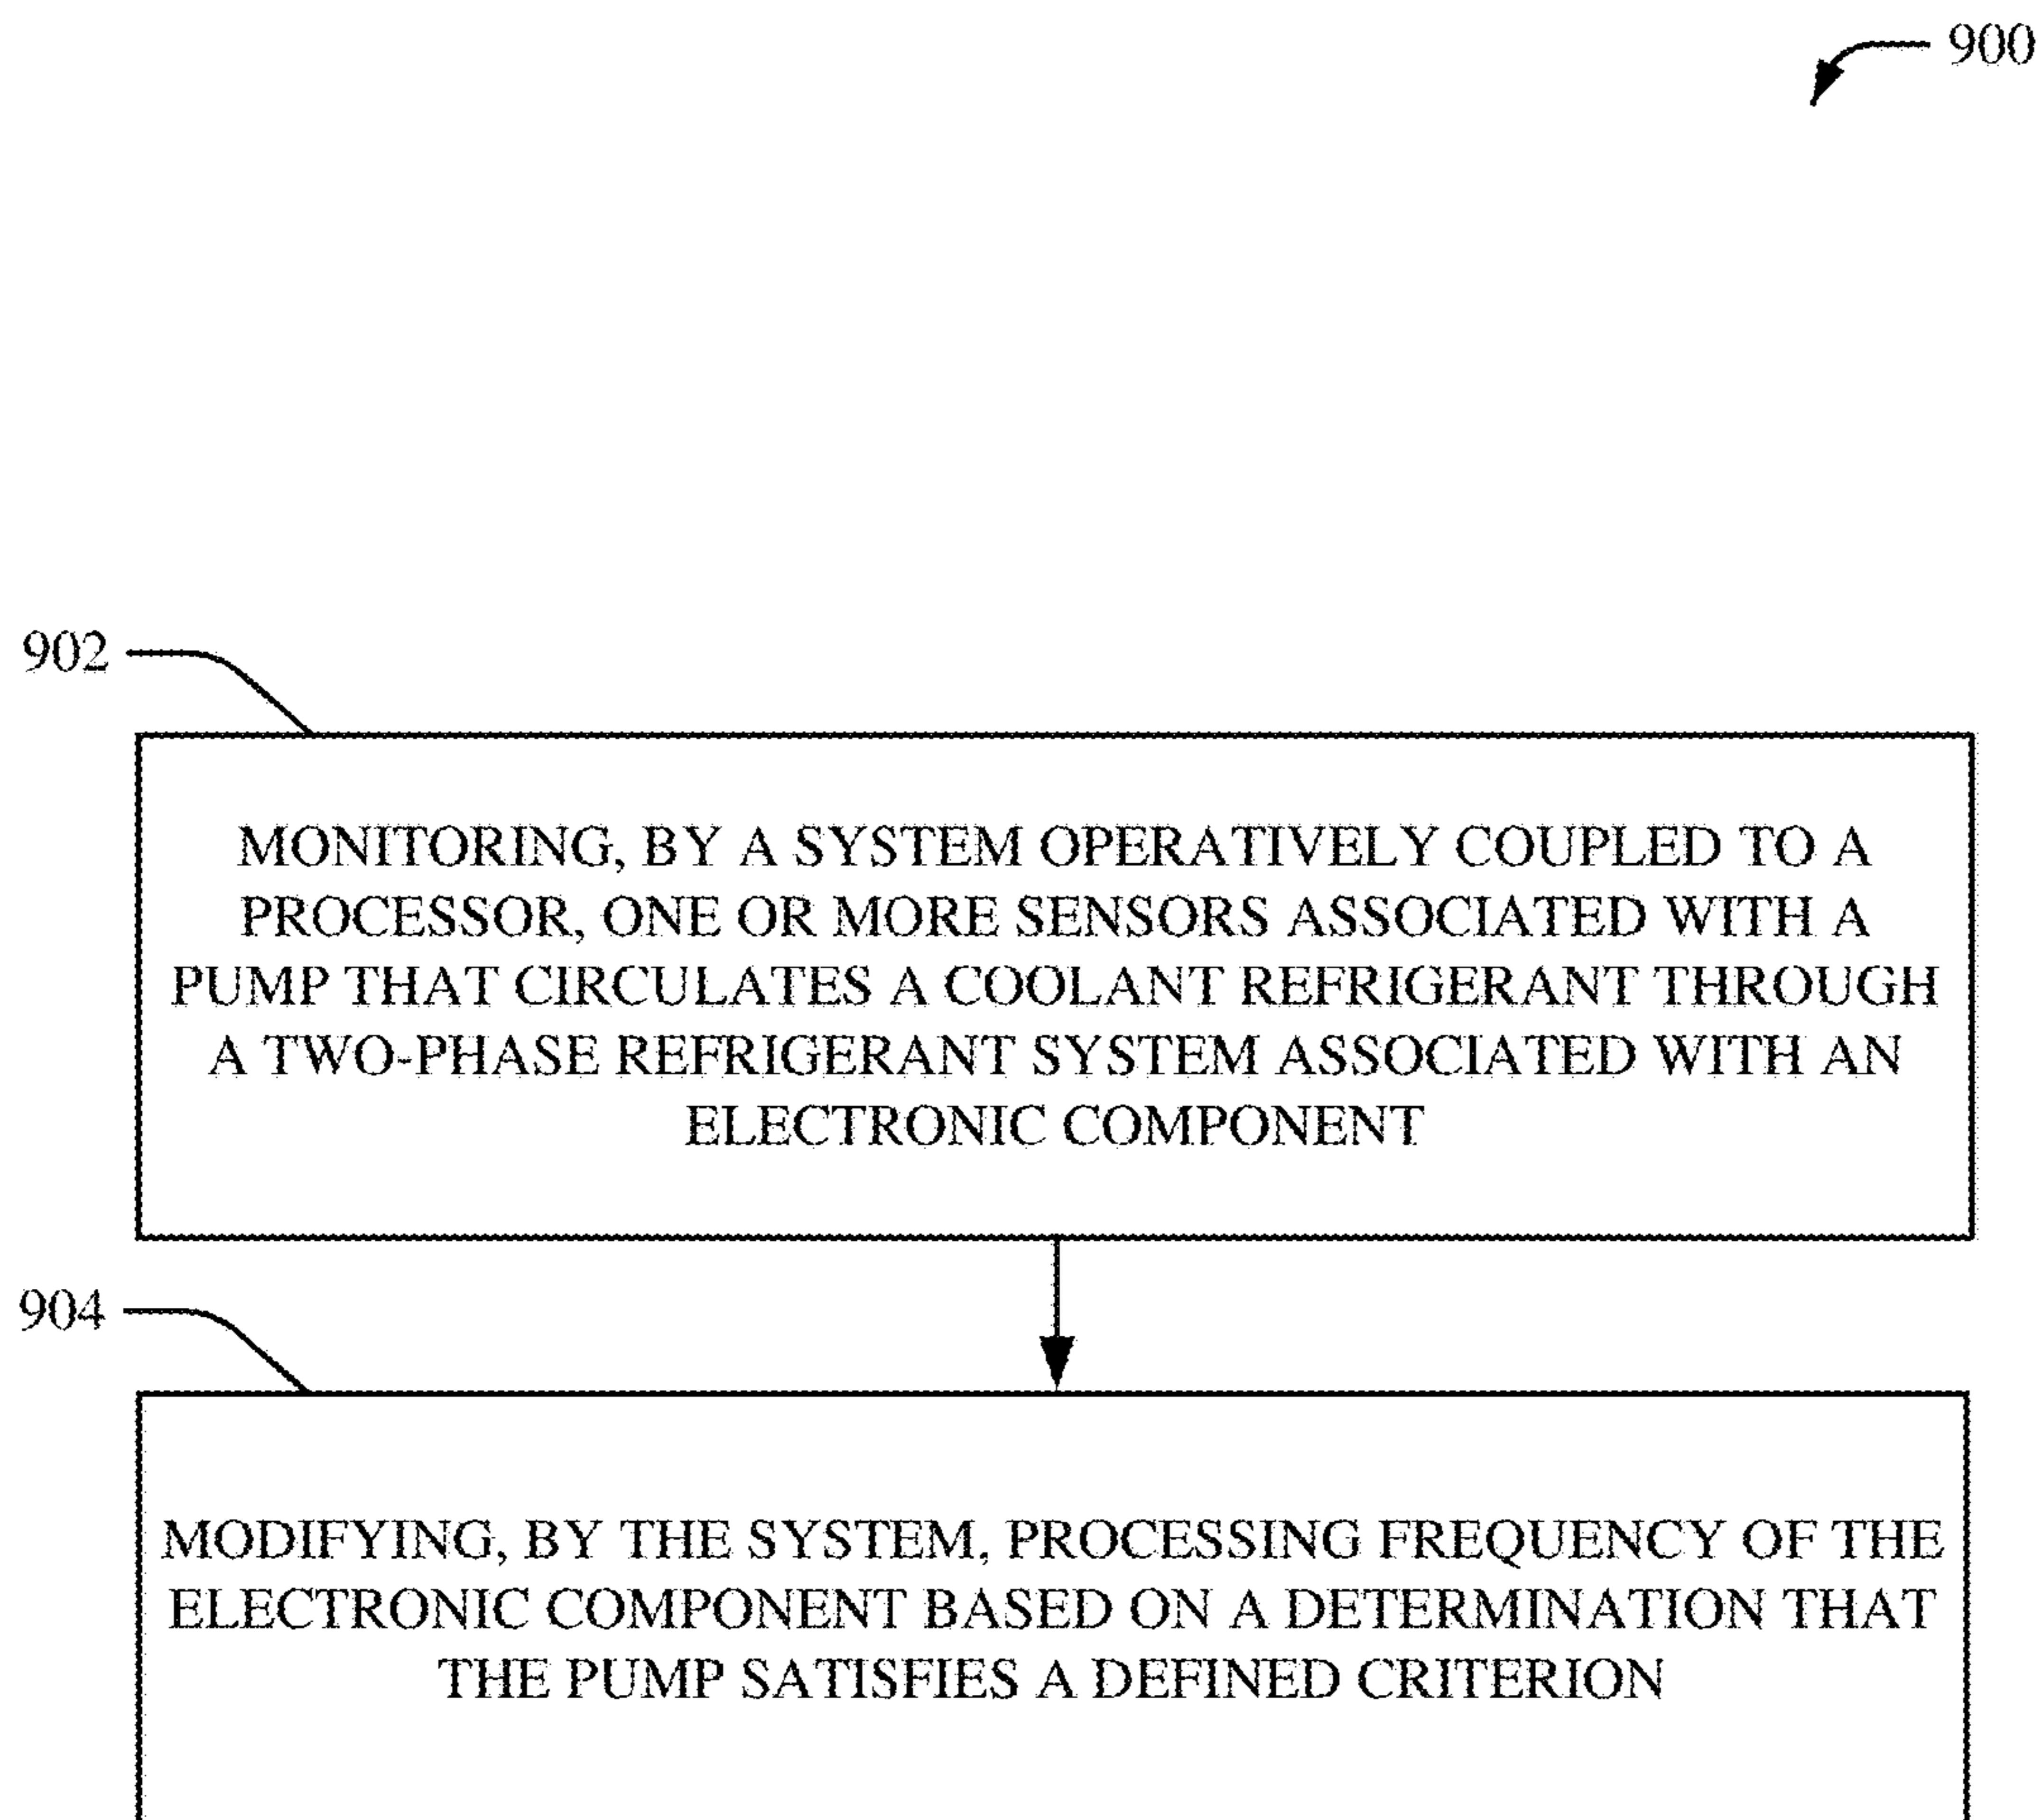 900
902
MONITORING, BY A SYSTEM OPERATIVELY COUPLED TO A
PROCESSOR, ONE OR MORE SENSORS ASSOCIATED WITH A
PUMP THAT CIRCULATES A COOLANT REFRIGERANT THROUGH
A TWO-PHASE REFRIGERANT SYSTEM ASSOCIATED WITH AN
ELECTRONIC COMPONENT
904
MODIFYING, BY THE SYSTEM, PROCESSING FREQUENCY OF THE
ELECTRONIC COMPONENT BASED ON A DETERMINATION THAT
THE PUMP SATISFIES A DEFINED CRITERION